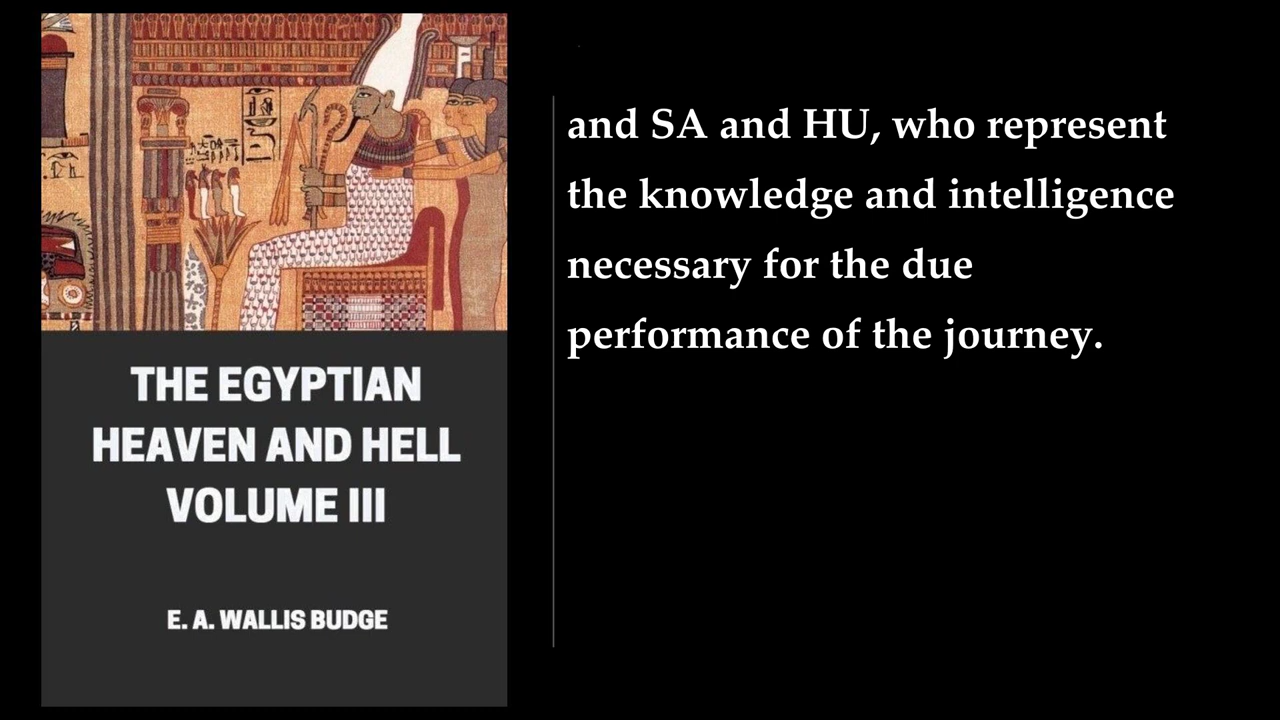 THE EGYPTIAN
HEAVEN AND HELL
VOLUME III
E. A. WALLIS BUDGE
and SA and HU, who represent
the knowledge and intelligence
necessary for the due
performance of the journey.